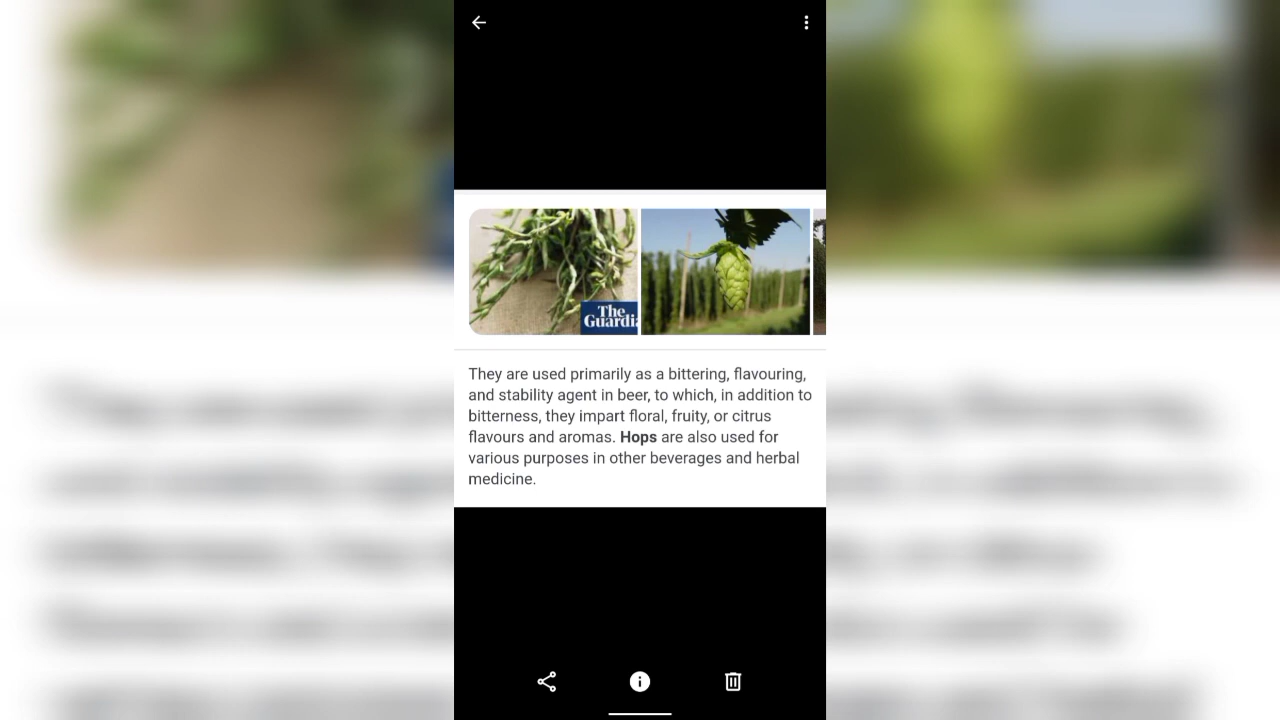 The
Guardia
They are used primarily as a bittering, flavouring,
and stability agent in beer, to which, in addition to
bitterness, they impart floral, fruity, or citrus
flavours and aromas. Hops are also used for
various purposes in other beverages and herbal
medicine.